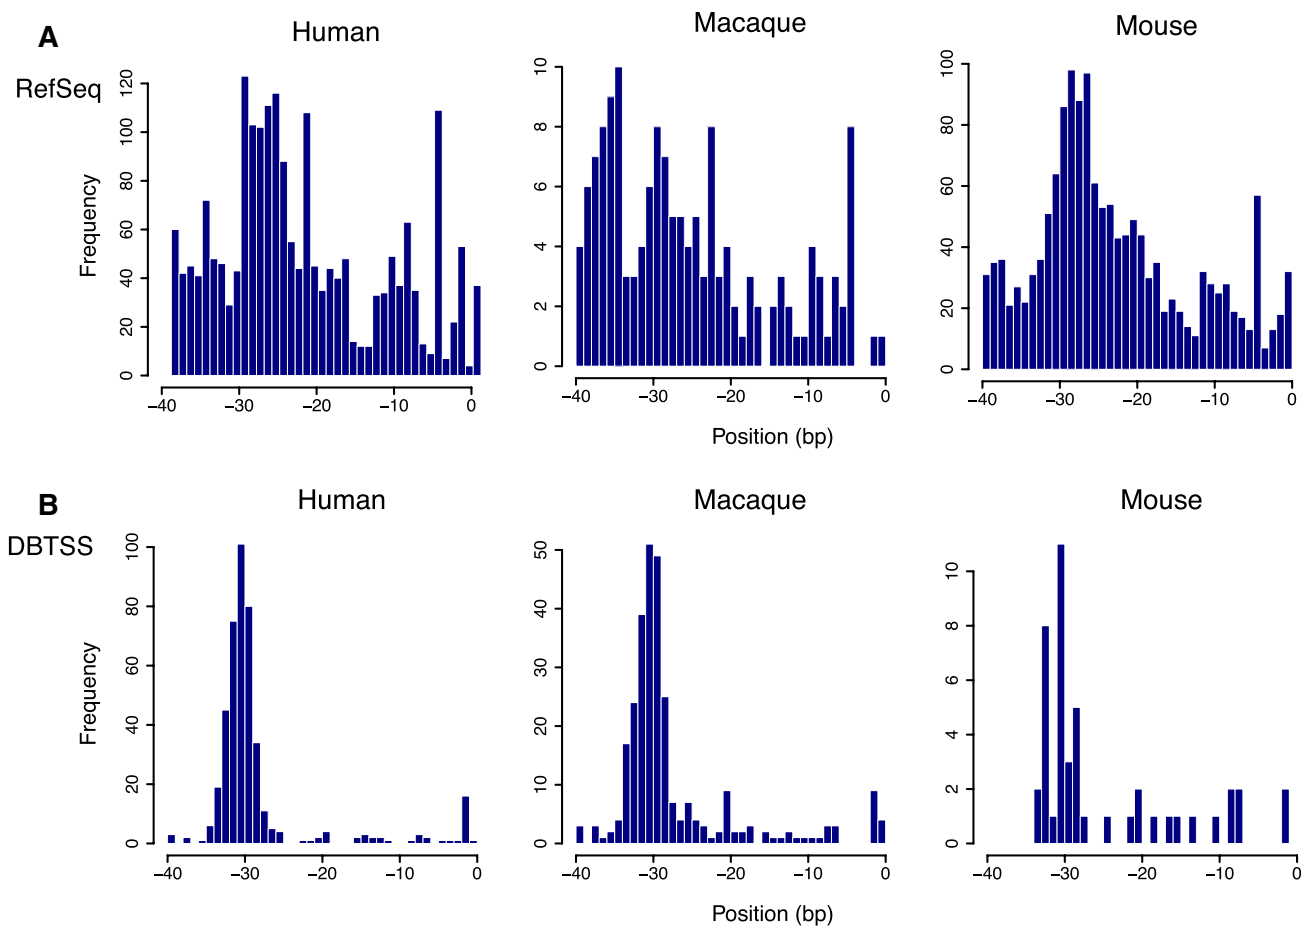 A
RefSeq
Human
Macaque
Mouse
Frequency
0 20 40 60 80 100 120
−40 −30 −20 −10 0
0 2 4 6 8 10
−40 −30 −20 −10 0
0 20 40 60 80 100
−40 −30 −20 −10 0
Position (bp)
B
DBTSS
Human
Macaque
Mouse
Frequency
0 20 40 60 80 100
−40 −30 −20 −10 0
0 10 20 30 40 50
−40 −30 −20 −10 0
0 2 4 6 8 10
−40 −30 −20 −10 0
Position (bp)